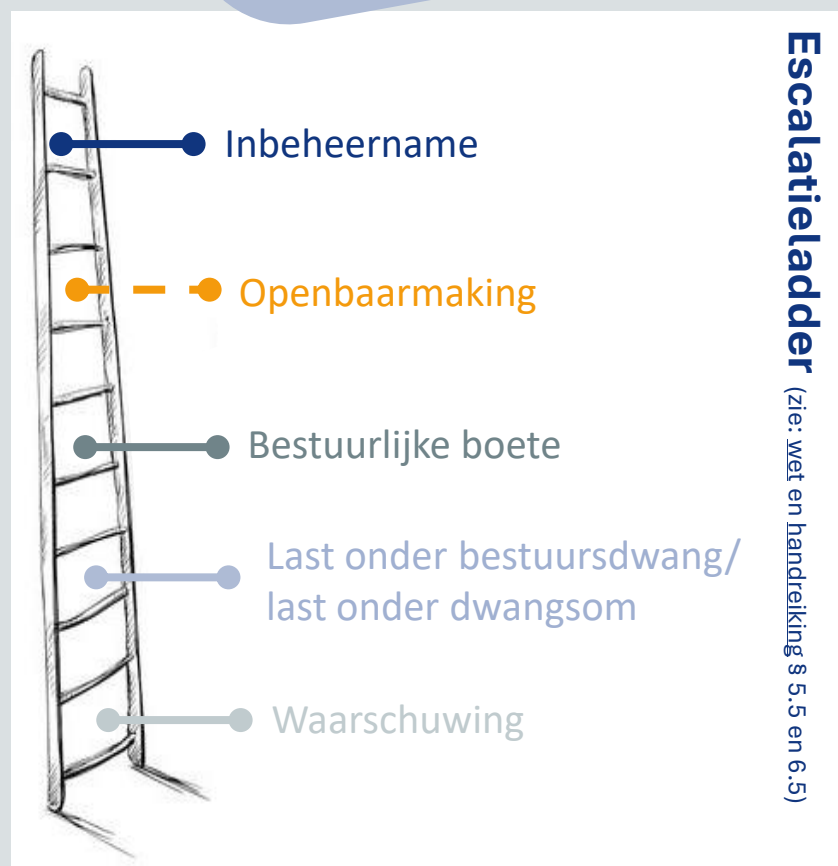 Escalatieladder (zie: wet en handreiking § 5.5 en 6.5)
Inbeheername
Openbaarmaking
Bestuurlijke boete
Last onder bestuursdwang/
last onder dwangsom
Waarschuwing